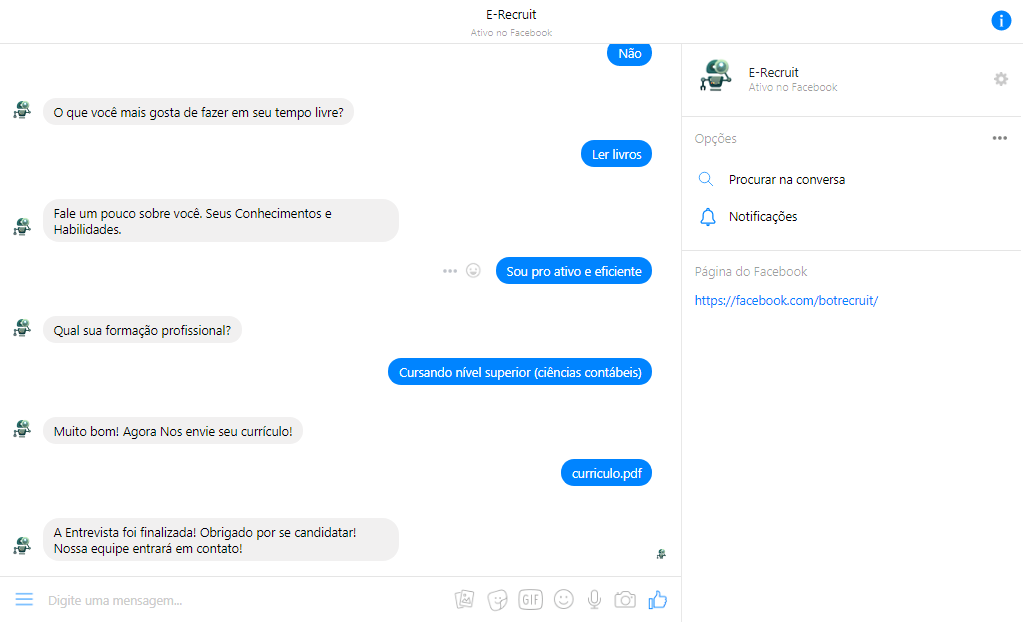 E-Recruit
Ativo no Facebook
Não
O que você mais gosta de fazer em seu tempo livre?
Ler livros
Fale um pouco sobre você. Seus Conhecimentos e
Habilidades.
Sou pro ativo e eficiente
Qual sua formação profissional?
Cursando nível superior (ciências contábeis)
Muito bom! Agora Nos envie seu currículo!
curriculo.pdf
A Entrevista foi finalizada! Obrigado por se candidatar!
Nossa equipe entrará em contato!
Digite uma mensagem...
GIF
E-Recruit
Ativo no Facebook
Opções
Procurar na conversa
Notificações
Página do Facebook
https://facebook.com/botrecruit/